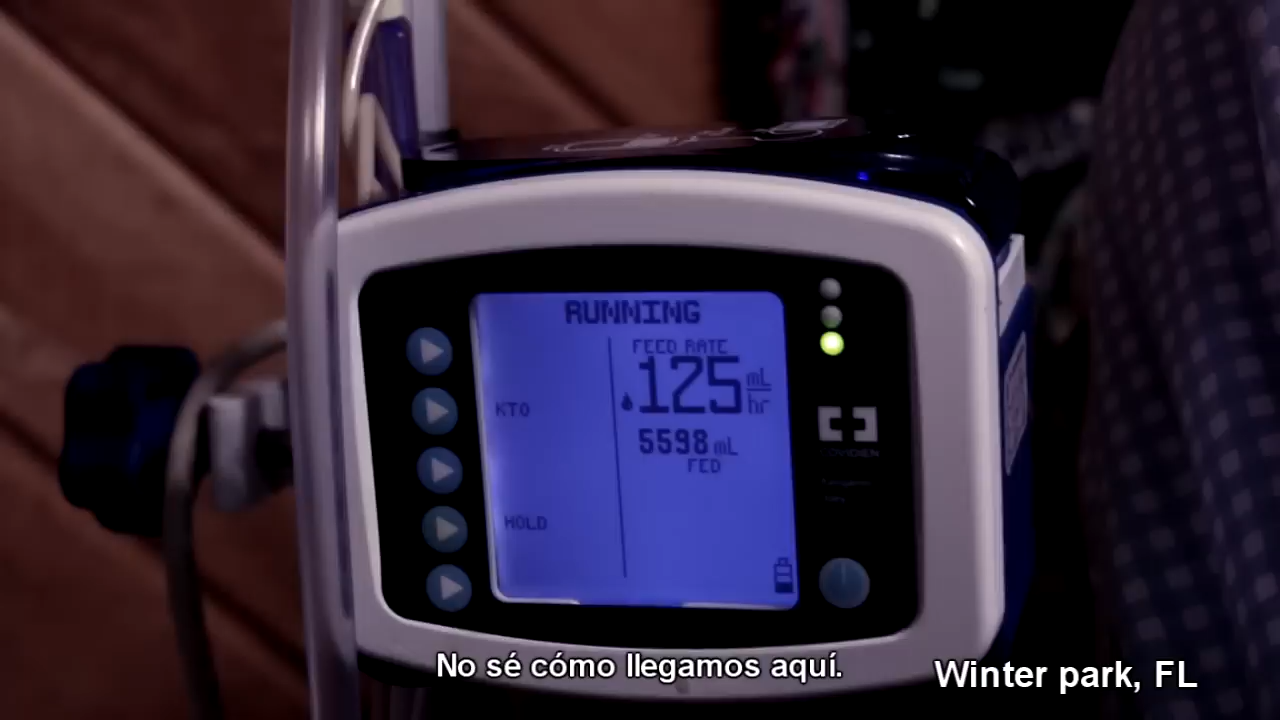 RUNNING
FEED RATE
125 mL/hr
KTO
5598 mL
FED
HOLD
COVIDIEN
No sé cómo llegamos aquí.
Winter park, FL